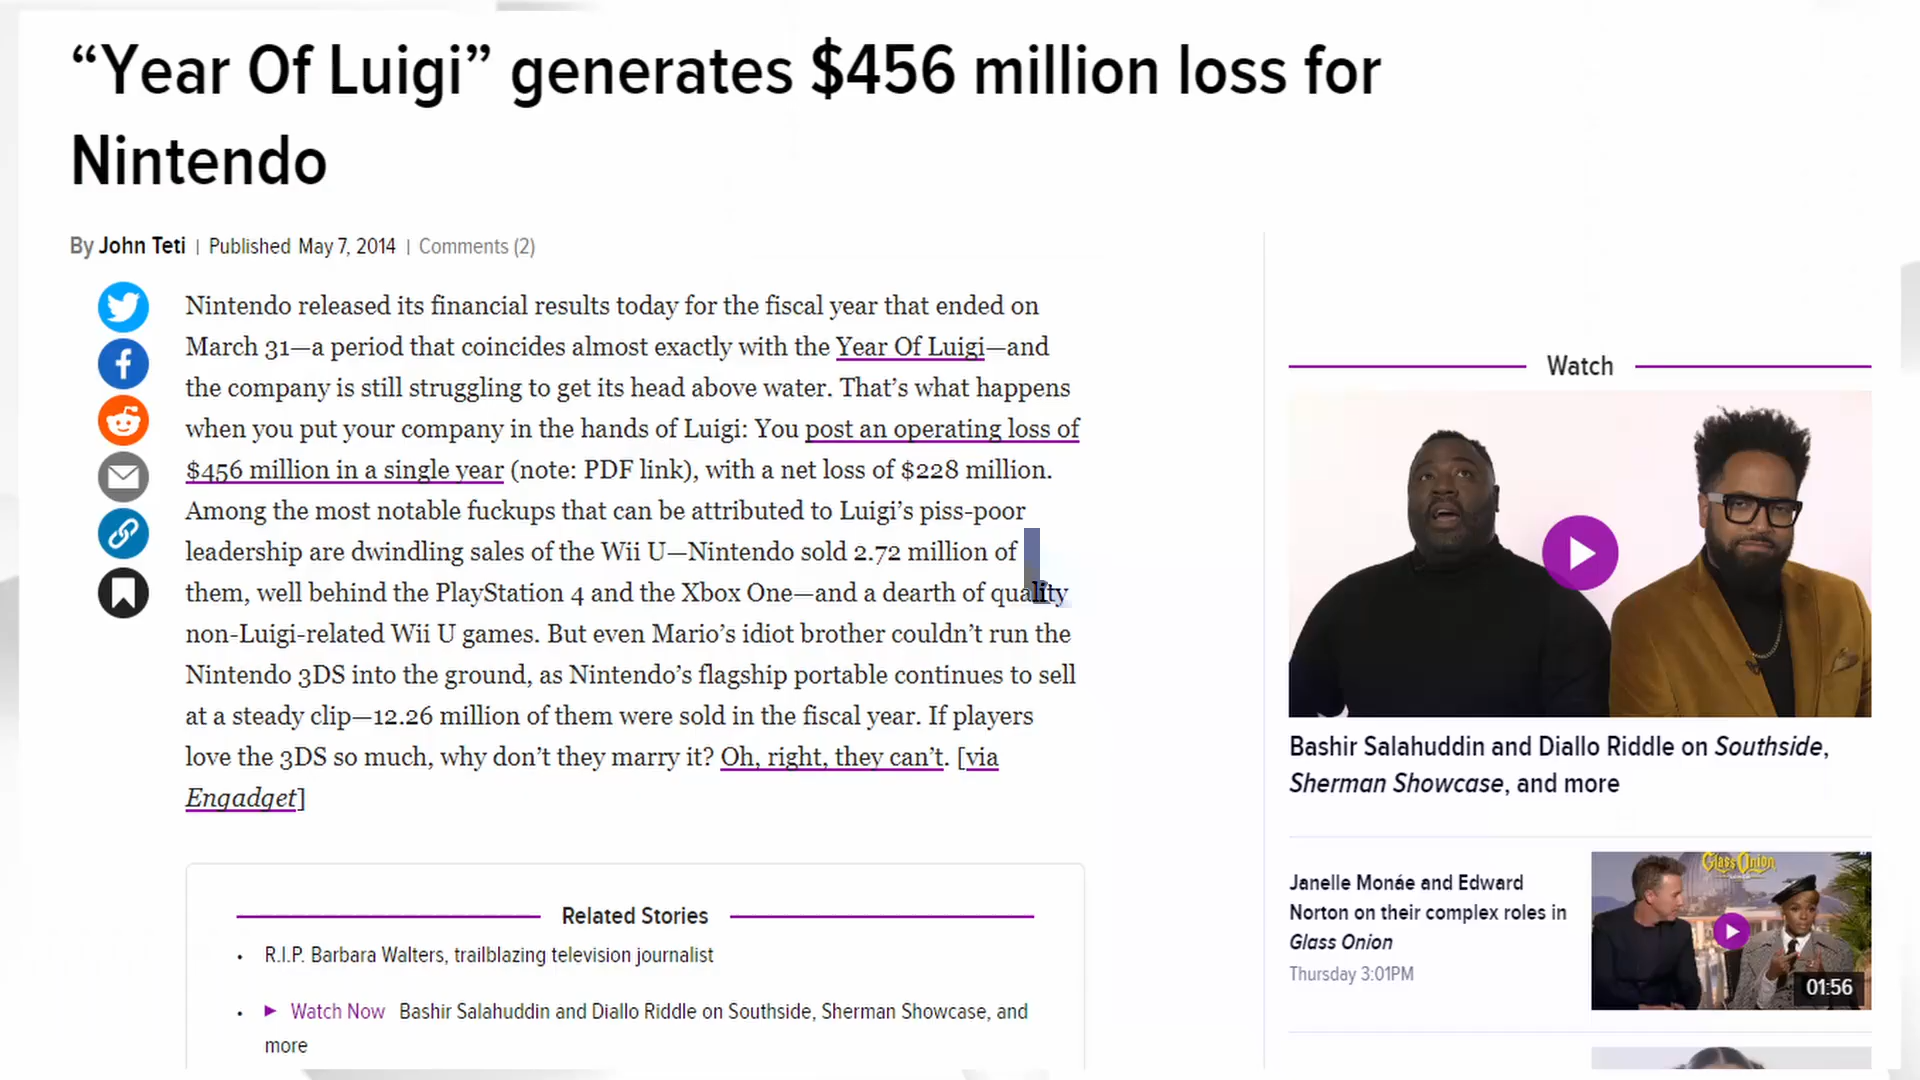 “Year Of Luigi” generates $456 million loss for
Nintendo
By John Teti | Published May 7, 2014 | Comments (2)
Nintendo released its financial results today for the fiscal year that ended on
March 31—a period that coincides almost exactly with the Year Of Luigi—and
the company is still struggling to get its head above water. That’s what happens
when you put your company in the hands of Luigi: You post an operating loss of
$456 million in a single year (note: PDF link), with a net loss of $228 million.
Among the most notable fuckups that can be attributed to Luigi’s piss-poor
leadership are dwindling sales of the Wii U—Nintendo sold 2.72 million of
them, well behind the PlayStation 4 and the Xbox One—and a dearth of quality
non-Luigi-related Wii U games. But even Mario’s idiot brother couldn’t run the
Nintendo 3DS into the ground, as Nintendo’s flagship portable continues to sell
at a steady clip—12.26 million of them were sold in the fiscal year. If players
love the 3DS so much, why don’t they marry it? Oh, right, they can’t. [via
Engadget]
Related Stories
• R.I.P. Barbara Walters, trailblazing television journalist
• Watch Now Bashir Salahuddin and Diallo Riddle on Southside, Sherman Showcase, and
more
Watch
Bashir Salahuddin and Diallo Riddle on Southside,
Sherman Showcase, and more
Janelle Monáe and Edward
Norton on their complex roles in
Glass Onion
Thursday 3:01PM
Glass Onion
01:56